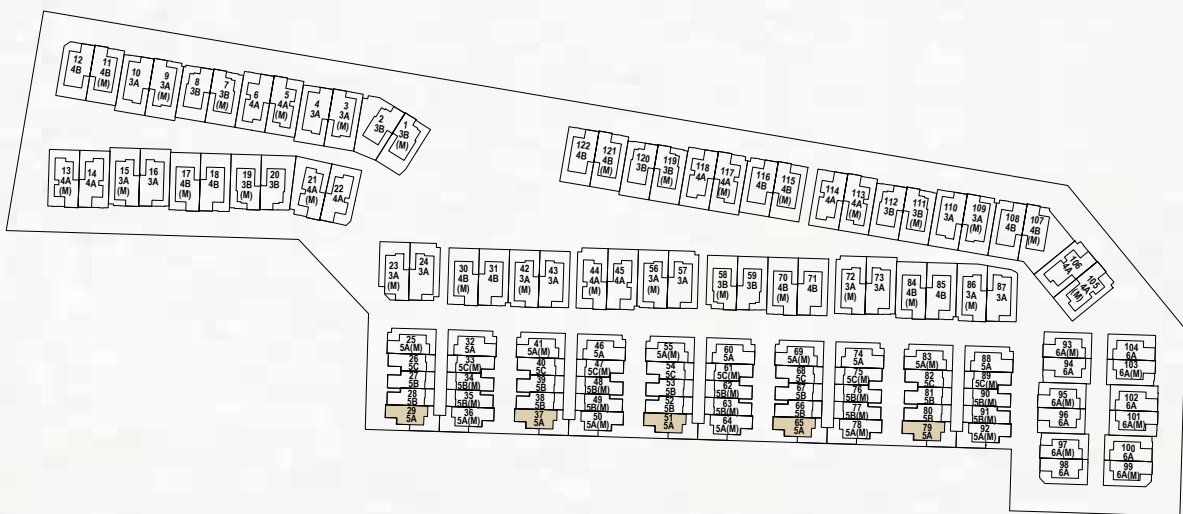 12
4B
11
4B
(M)
10
3A
9
3A
(M)
8
3B
7
3B
(M)
6
4A
5
4A
(M)
4
3A
3
3A
(M)
2
3B
1
3B
(M)
13
4A
(M)
14
4A
15
3A
(M)
16
3A
17
4B
(M)
18
4B
19
3B
(M)
20
3B
21
4A
(M)
22
4A
122
4B
121
4B
(M)
120
3B
119
3B
(M)
118
4A
117
4A
(M)
116
4B
115
4B
(M)
114
4A
113
4A
(M)
112
3B
111
3B
(M)
110
3A
109
3A
(M)
108
4B
107
4B
(M)
106
4A
105
4A
(M)
23
3A
(M)
24
3A
30
4B
(M)
31
4B
42
3A
(M)
43
3A
44
4A
(M)
45
4A
56
3A
(M)
57
3A
58
3B
(M)
59
3B
70
4B
(M)
71
4B
72
3A
(M)
73
3A
84
4B
(M)
85
4B
86
3A
(M)
87
3A
25
5A(M)
26
5C
27
5B
28
5B
29
5A
32
5A
33
5C(M)
34
5B(M)
35
5B(M)
36
5A(M)
41
5A(M)
40
5C
39
5B
38
5B
37
5A
46
5A
47
5C(M)
48
5B(M)
49
5B(M)
50
5A(M)
55
5A(M)
54
5C
53
5B
52
5B
51
5A
60
5A
61
5C(M)
62
5B(M)
63
5B(M)
64
5A(M)
69
5A(M)
68
5C
67
5B
66
5B
65
5A
74
5A
75
5C(M)
76
5B(M)
77
5B(M)
78
5A(M)
83
5A(M)
82
5C
81
5B
80
5B
79
5A
88
5A
89
5C(M)
90
5B(M)
91
5B(M)
92
5A(M)
93
6A(M)
94
6A
95
6A(M)
96
6A
97
6A(M)
98
6A
104
6A
103
6A(M)
102
6A
101
6A(M)
100
6A
99
6A(M)